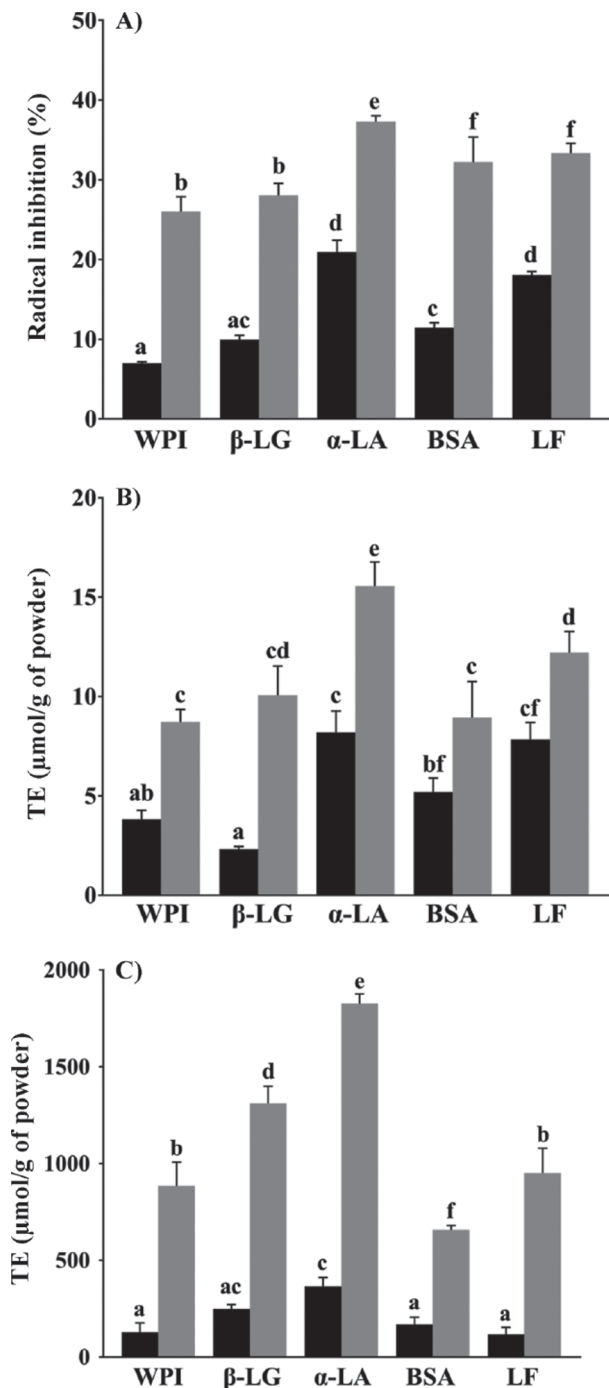 A)
Radical inhibition (%)
50
40
30
20
10
0
a b ac b d e c f d f
WPI β-LG α-LA BSA LF
B)
TE (µmol/g of powder)
20
15
10
5
0
ab c a cd c e bf c cf d
WPI β-LG α-LA BSA LF
C)
TE (µmol/g of powder)
2000
1500
1000
500
0
a b ac d c e a f a b
WPI β-LG α-LA BSA LF